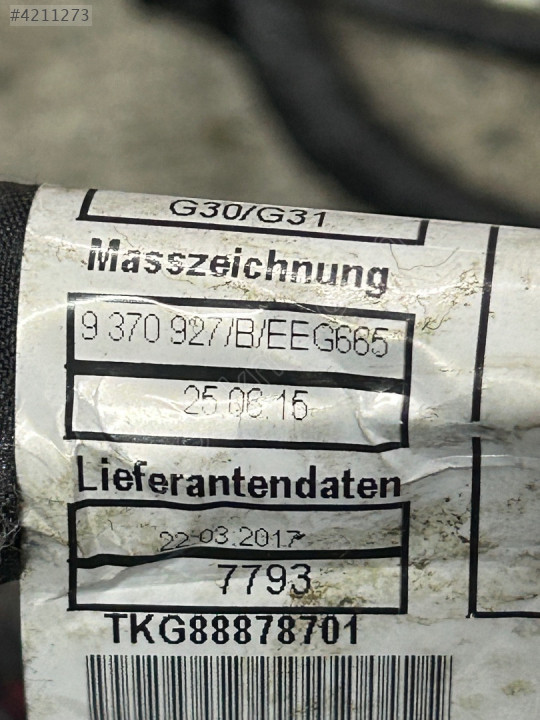 #4211273
G30/G31
Masszeichnung
9 370 927/B/EEG665
25.08.15
Lieferantendaten
22.03.2017
7793
TKG88878701